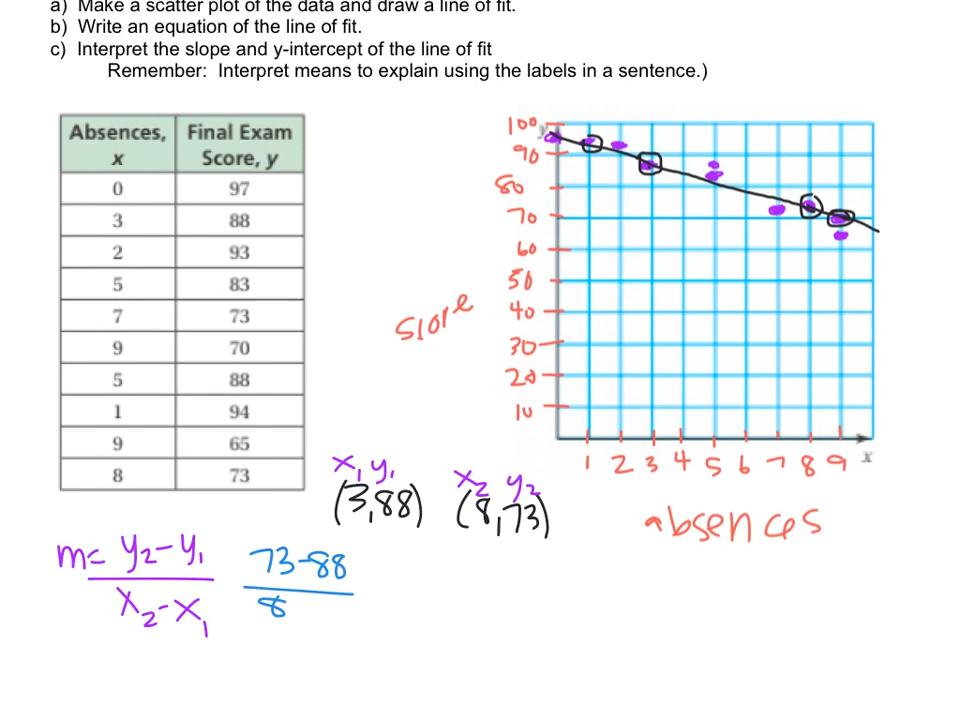 a) Make a scatter plot of the data and draw a line of fit.
b) Write an equation of the line of fit.
c) Interpret the slope and y-intercept of the line of fit
Remember: Interpret means to explain using the labels in a sentence.)
Absences, x Final Exam Score, y
0 97
3 88
2 93
5 83
7 73
9 70
5 88
1 94
9 65
8 73
score
100
90
80
70
60
50
40
30
20
10
y
1 2 3 4 5 6 7 8 9 x
absences
x₁ y₁ x₂ y₂
(3,88) (8,73)
m= y₂-y₁ 73-88
x₂-x₁ 8